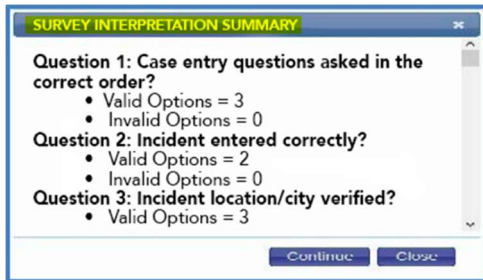 SURVEY INTERPRETATION SUMMARY
Question 1: Case entry questions asked in the
correct order?
• Valid Options = 3
• Invalid Options = 0
Question 2: Incident entered correctly?
• Valid Options = 2
• Invalid Options = 0
Question 3: Incident location/city verified?
• Valid Options = 3
Continue Close